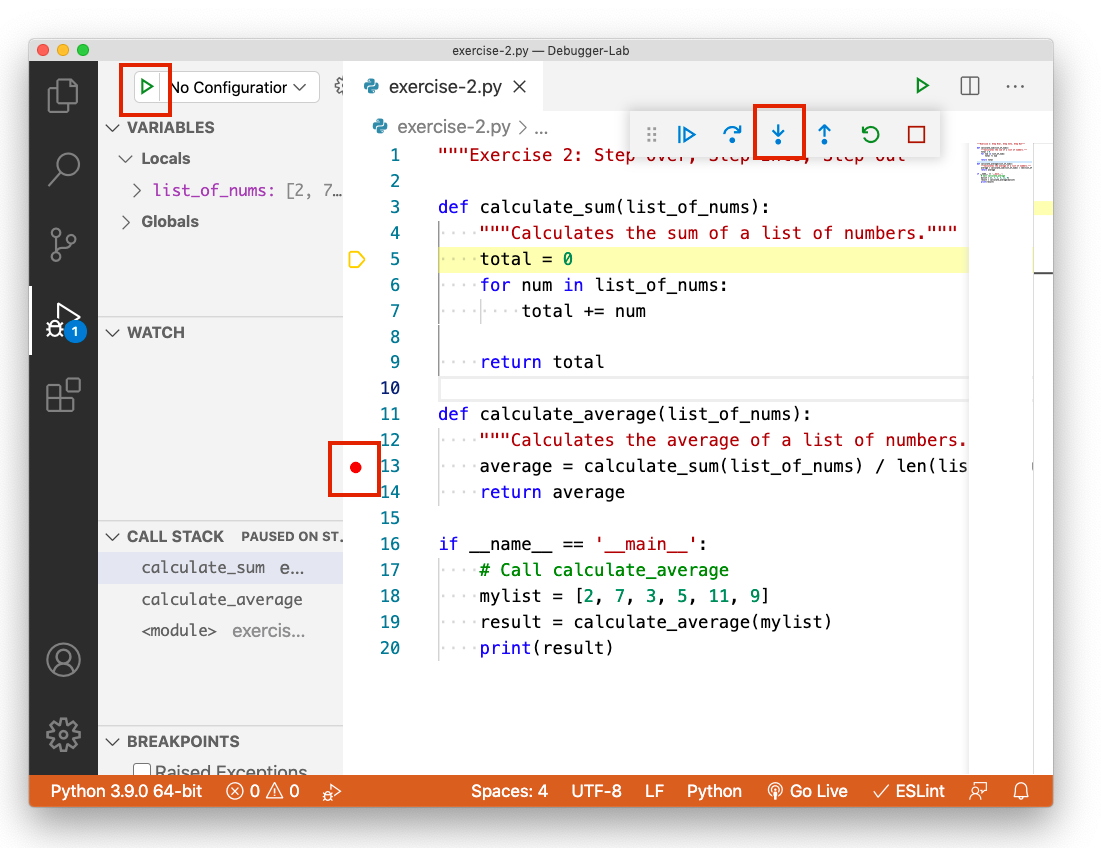 exercise-2.py — Debugger-Lab
No Configuration
exercise-2.py
VARIABLES
Locals
list_of_nums: [2, 7…
Globals
WATCH
CALL STACK PAUSED ON ST.
calculate_sum e…
calculate_average
<module> exercis…
BREAKPOINTS
Raised Exceptions
1
exercise-2.py > …
1 """Exercise 2: Step Over, Step Into, Step Out
2
3 def calculate_sum(list_of_nums):
4 ····"""Calculates the sum of a list of numbers."""
5 ····total = 0
6 ····for num in list_of_nums:
7 ········total += num
8
9 ····return total
10
11 def calculate_average(list_of_nums):
12 ····"""Calculates the average of a list of numbers.
13 ····average = calculate_sum(list_of_nums) / len(lis
14 ····return average
15
16 if __name__ == '__main__':
17 ····# Call calculate_average
18 ····mylist = [2, 7, 3, 5, 11, 9]
19 ····result = calculate_average(mylist)
20 ····print(result)
Python 3.9.0 64-bit 0 0 Spaces: 4 UTF-8 LF Python Go Live ESLint